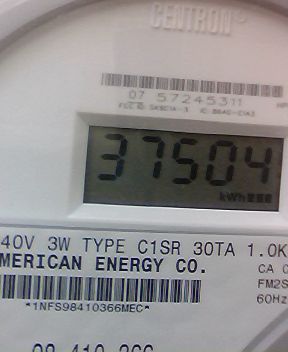 CENTRON®
07 57245311
37504
kWh
40V 3W TYPE C1SR 30TA 1.0K
MERICAN ENERGY CO.
CA 0
FM2S
60Hz
*1NFS98410366MEC*